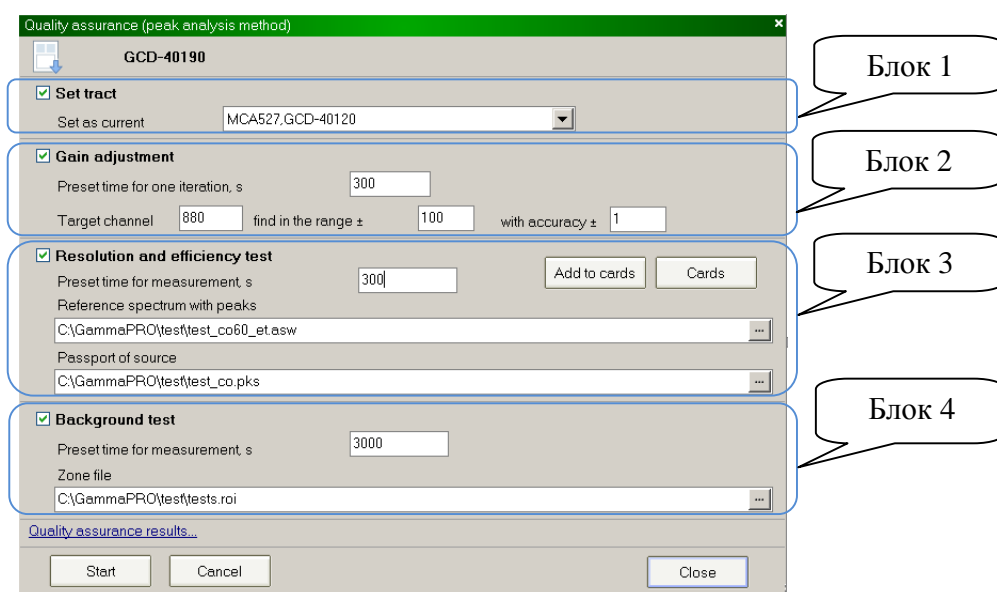 Quality assurance (peak analysis method)
GCD-40190
Set tract
Set as current MCA527,GCD-40120
Блок 1
Gain adjustment
Preset time for one iteration, s 300
Target channel 880 find in the range ± 100 with accuracy ± 1
Блок 2
Resolution and efficiency test
Preset time for measurement, s 300 Add to cards Cards
Reference spectrum with peaks
C:\GammaPRO\test\test_co60_et.asw ...
Passport of source
C:\GammaPRO\test\test_co.pks ...
Блок 3
Background test
Preset time for measurement, s 3000
Zone file
C:\GammaPRO\test\tests.roi ...
Блок 4
Quality assurance results...
Start Cancel Close